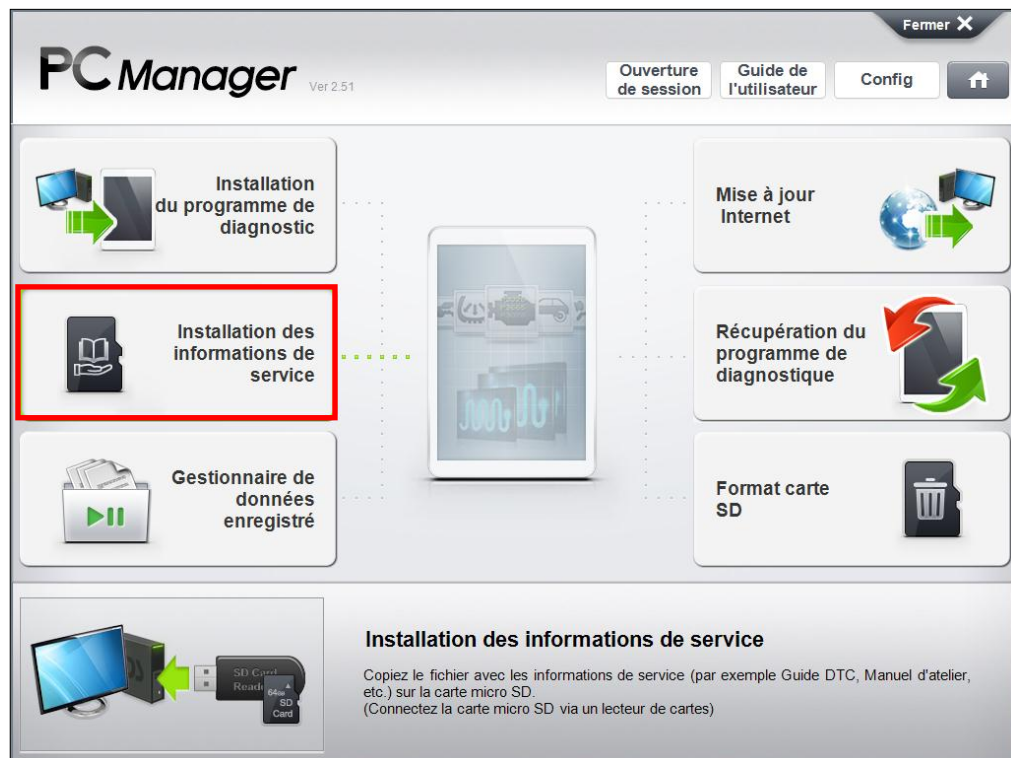 Fermer X
PC Manager Ver 2.51
Ouverture
de session
Guide de
l'utilisateur
Config
Installation
du programme de
diagnostic
Mise à jour
Internet
Installation des
informations de
service
Récupération du
programme de
diagnostique
Gestionnaire de
données
enregistré
Format carte
SD
SD Card
Reader
64GB
SD
Card
Installation des informations de service
Copiez le fichier avec les informations de service (par exemple Guide DTC, Manuel d'atelier,
etc.) sur la carte micro SD.
(Connectez la carte micro SD via un lecteur de cartes)